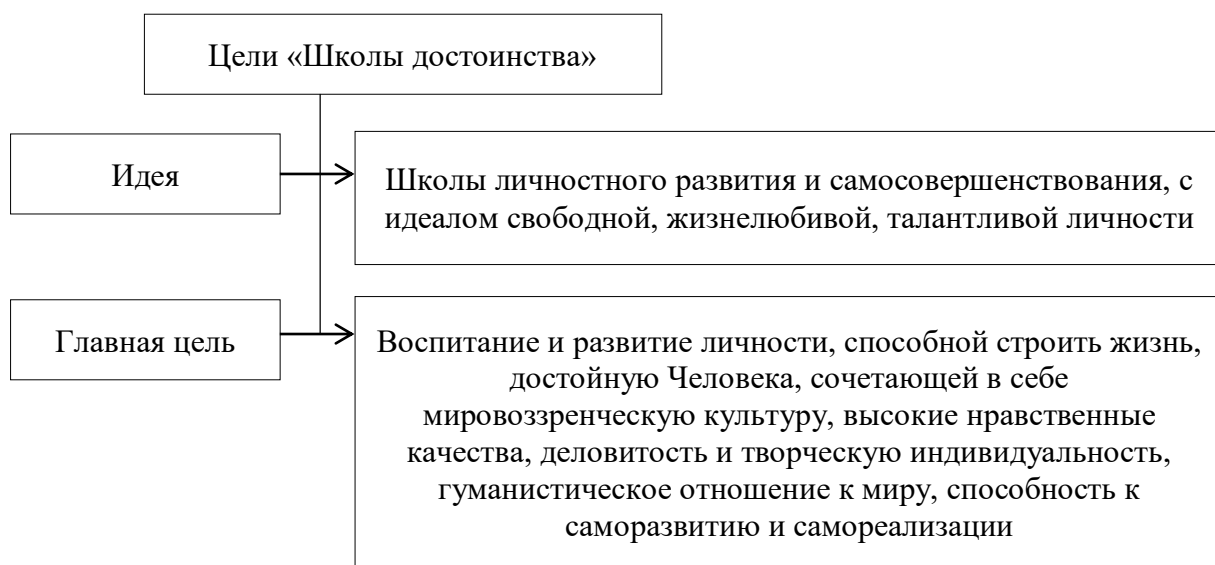 Цели «Школы достоинства»
Идея
Школы личностного развития и самосовершенствования, с
идеалом свободной, жизнелюбивой, талантливой личности
Главная цель
Воспитание и развитие личности, способной строить жизнь,
достойную Человека, сочетающей в себе
мировоззренческую культуру, высокие нравственные
качества, деловитость и творческую индивидуальность,
гуманистическое отношение к миру, способность к
саморазвитию и самореализации